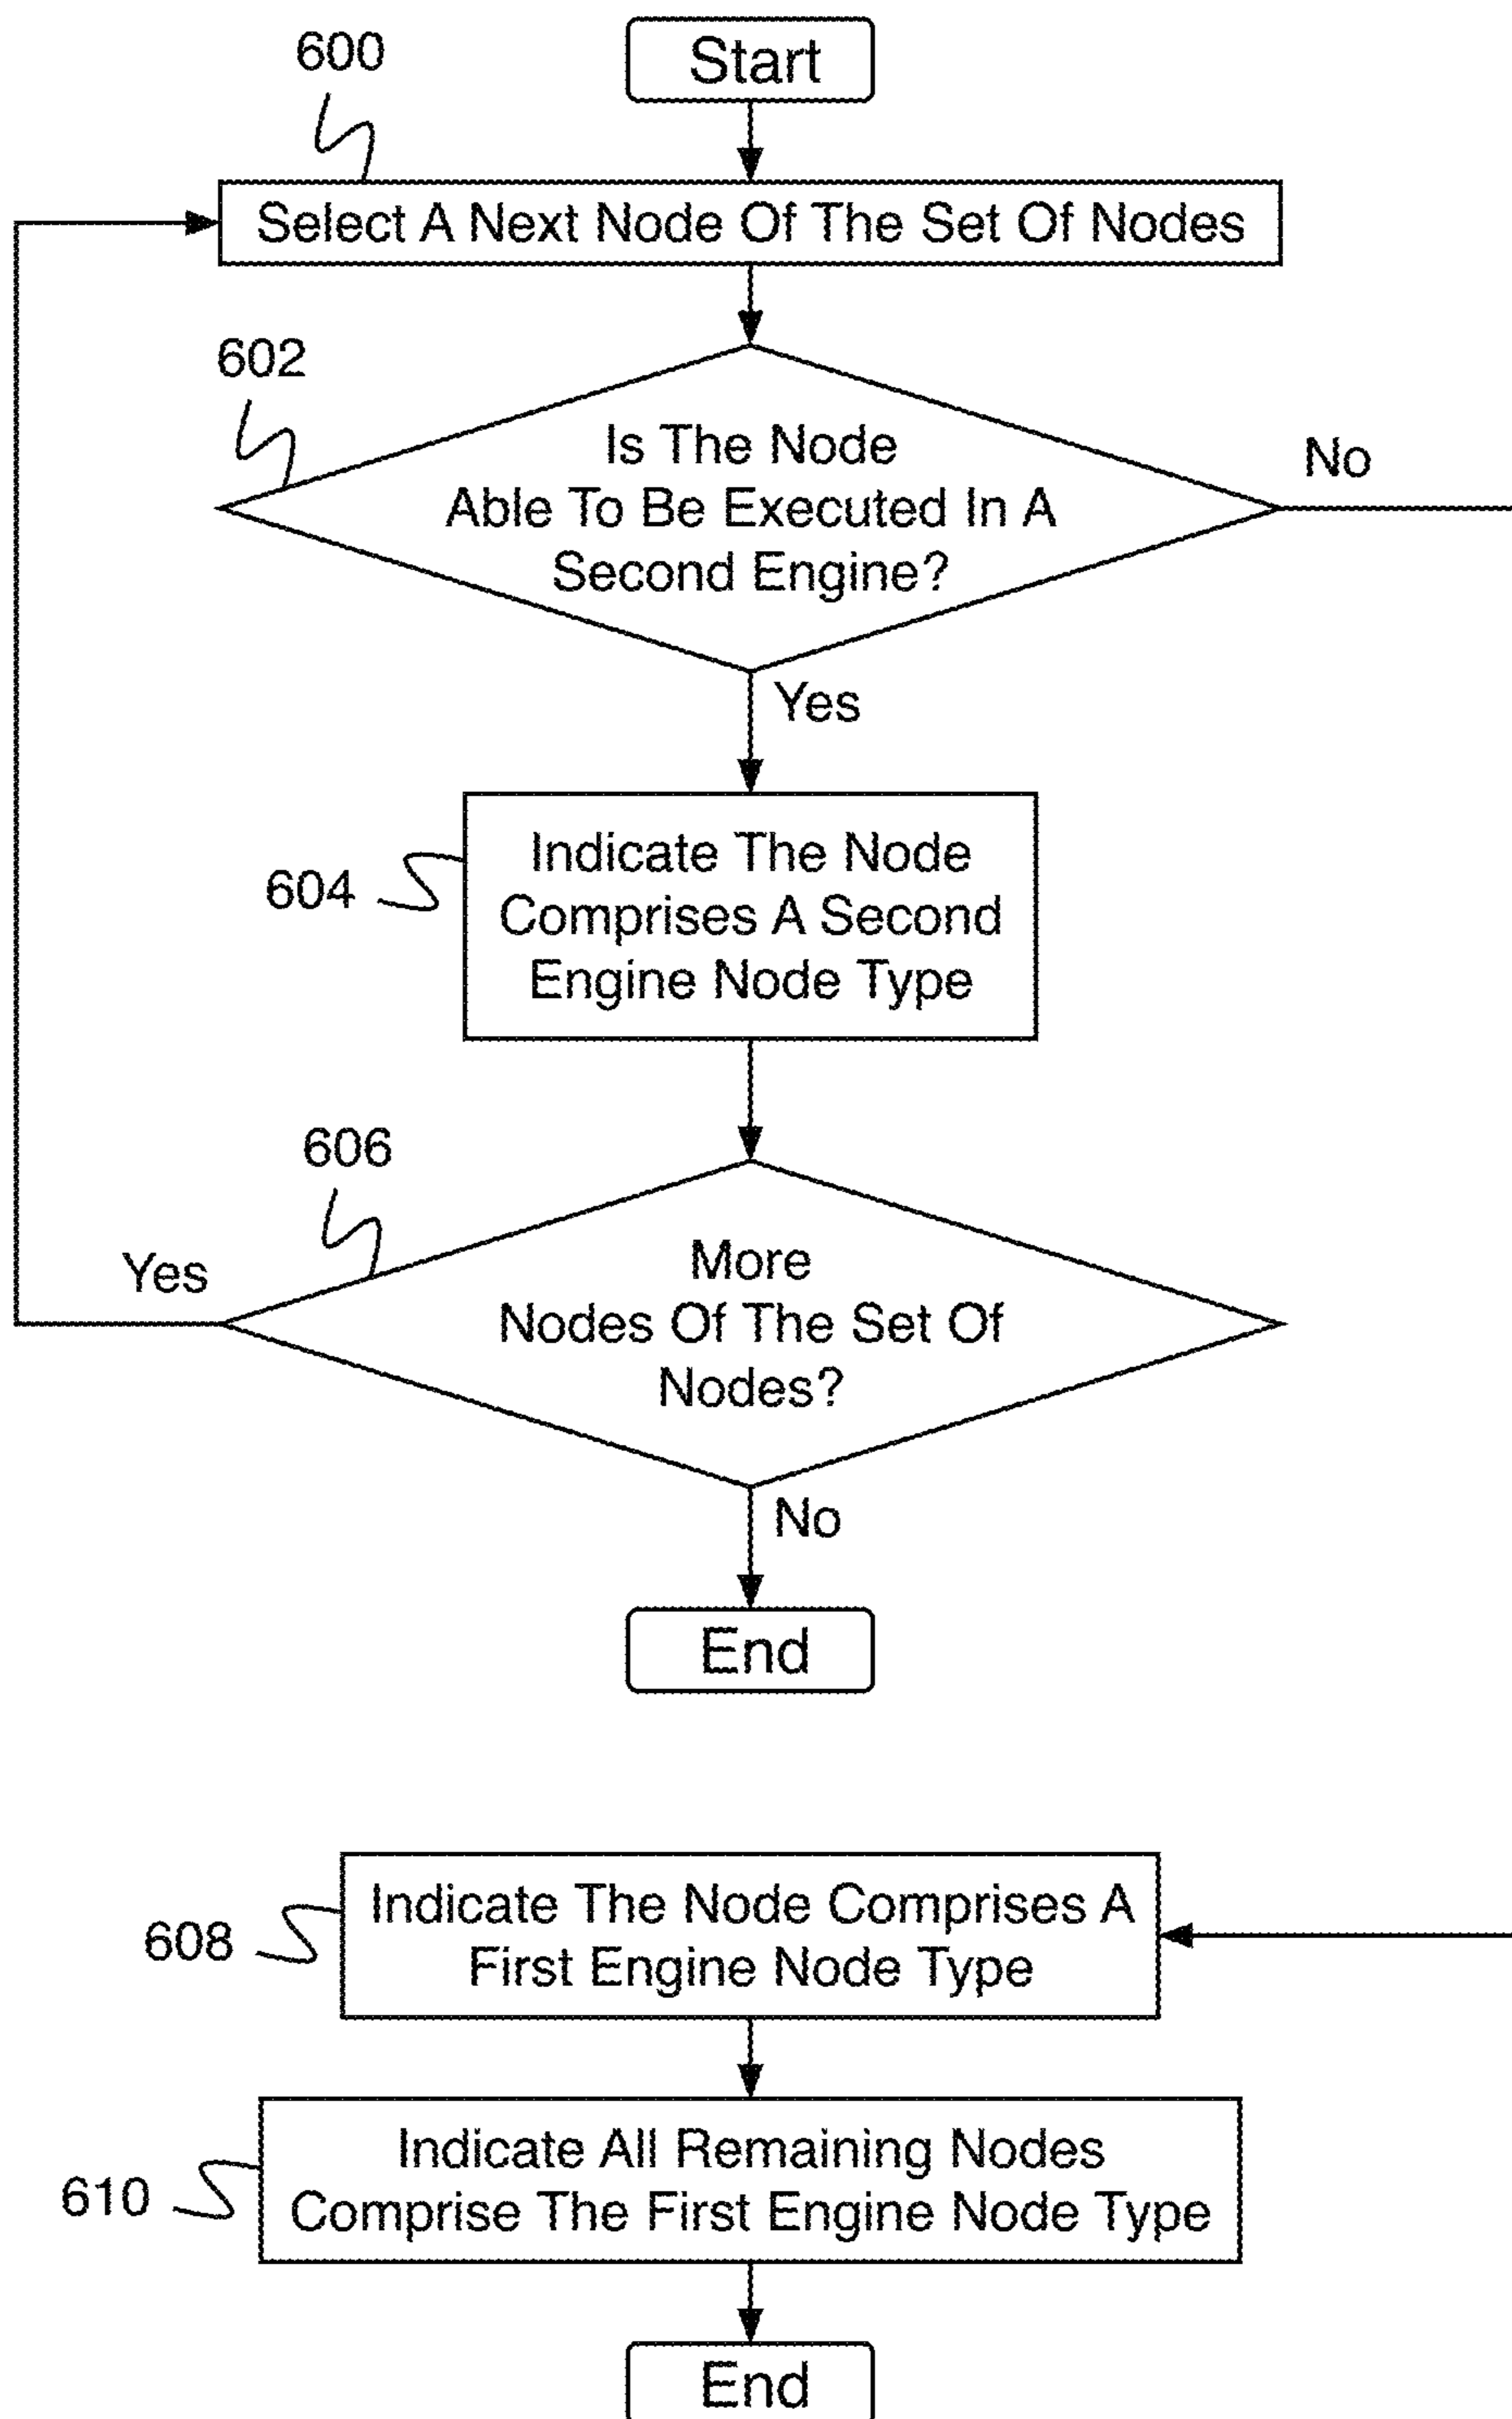 600
Start
Select A Next Node Of The Set Of Nodes
602
Is The Node
Able To Be Executed In A
Second Engine?
No
Yes
604
Indicate The Node
Comprises A Second
Engine Node Type
606
Yes
More
Nodes Of The Set Of
Nodes?
No
End
608
Indicate The Node Comprises A
First Engine Node Type
610
Indicate All Remaining Nodes
Comprise The First Engine Node Type
End